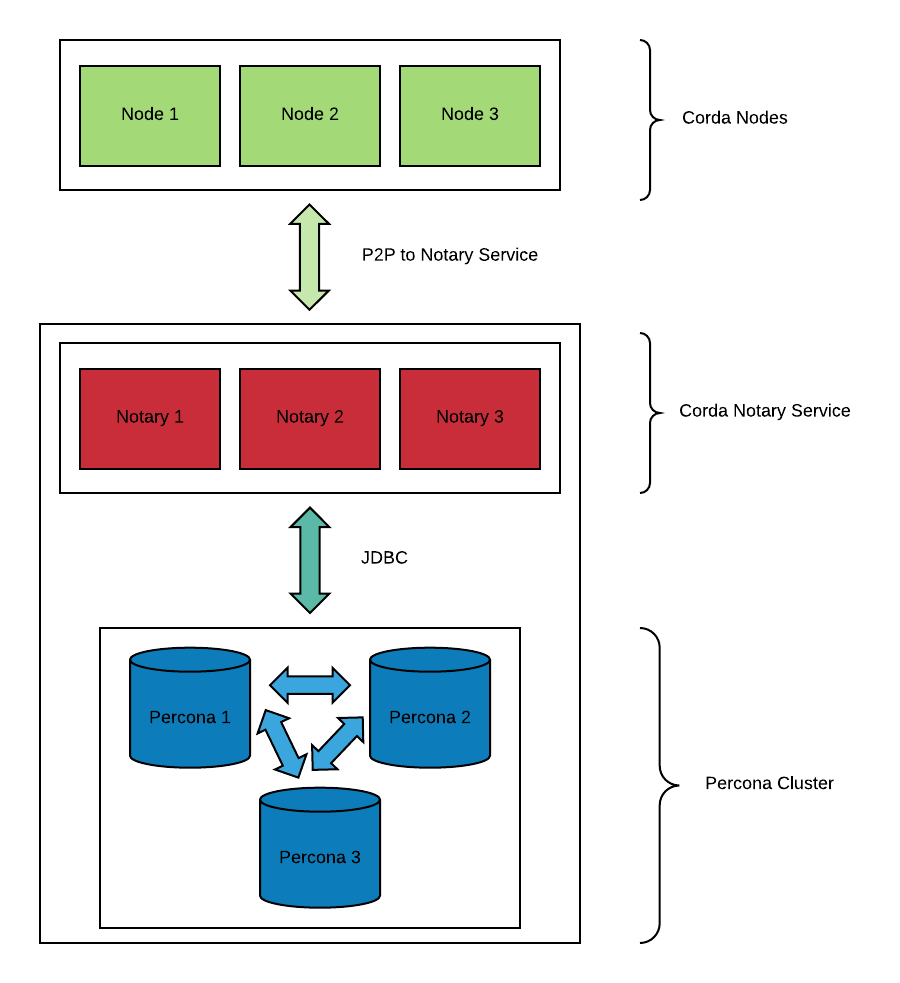 Node 1
Node 2
Node 3
Corda Nodes
P2P to Notary Service
Notary 1
Notary 2
Notary 3
Corda Notary Service
JDBC
Percona 1
Percona 2
Percona Cluster
Percona 3